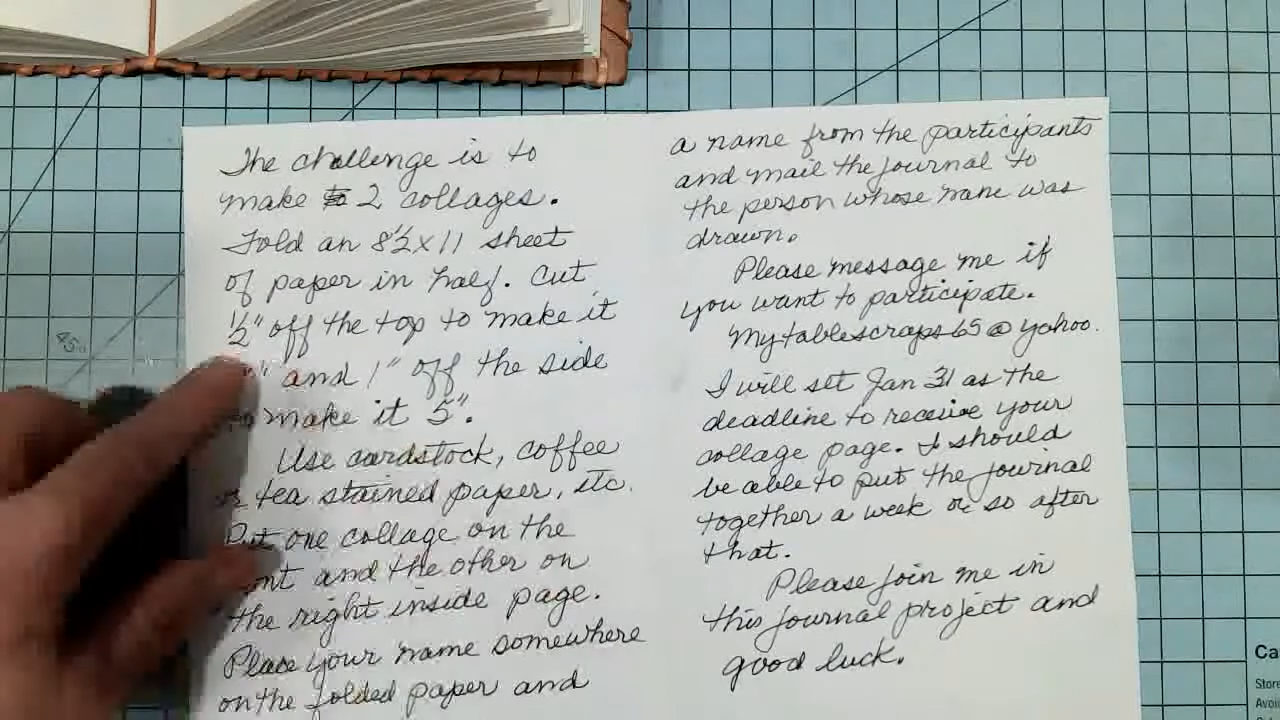 The challenge is to
make 2 collages.
Fold an 8½x11 sheet
of paper in half. Cut
½" off the top to make it
" and 1" off the side
make it 5".
Use cardstock, coffee
or tea stained paper, etc.
Put one collage on the
and the other on
the right inside page.
Place your name somewhere
on the folded paper and
a name from the participants
and mail the journal to
the person whose name was
drawn.
Please message me if
you want to participate.
Mytablescraps65@yahoo.
I will set Jan 31 as the
deadline to receive your
collage page. I should
be able to put the journal
together a week or so after
that.
Please join me in
this journal project and
good luck.
45°
Ca
Store
Avoi